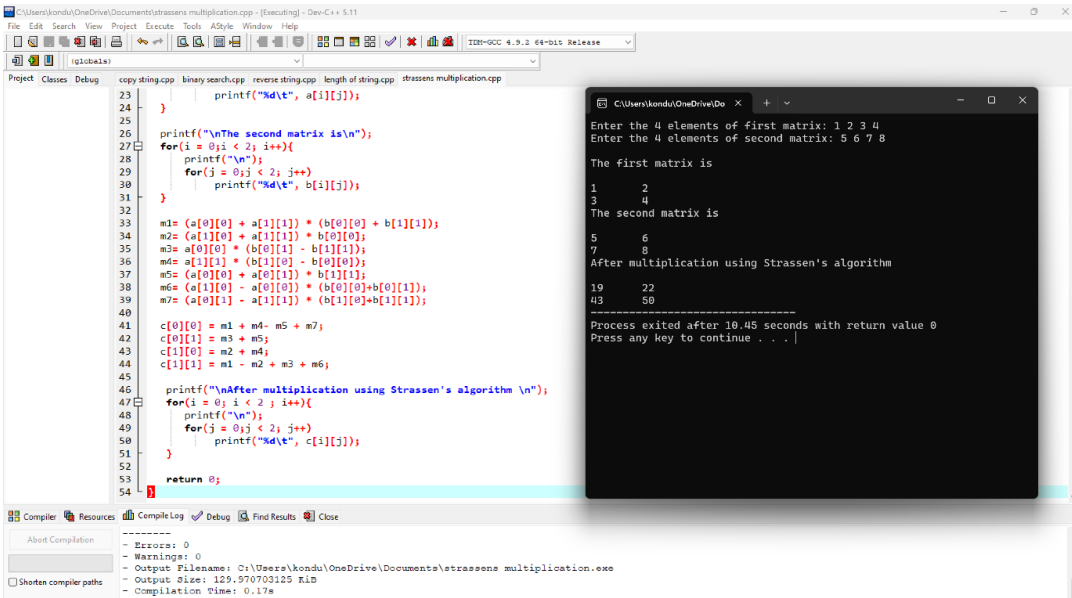 C:\Users\kondu\OneDrive\Documents\strassens multiplication.cpp - [Executing] - Dev-C++ 5.11
File Edit Search View Project Execute Tools AStyle Window Help
TDM-GCC 4.9.2 64-bit Release
(globals)
Project Classes Debug copy string.cpp binary search.cpp reverse string.cpp length of string.cpp strassens multiplication.cpp
23 printf("%d\t", a[i][j]);
24 }
25
26 printf("\nThe second matrix is\n");
27 for(i = 0;i < 2; i++){
28 printf("\n");
29 for(j = 0;j < 2; j++)
30 printf("%d\t", b[i][j]);
31 }
32
33 m1= (a[0][0] + a[1][1]) * (b[0][0] + b[1][1]);
34 m2= (a[1][0] + a[1][1]) * b[0][0];
35 m3= a[0][0] * (b[0][1] - b[1][1]);
36 m4= a[1][1] * (b[1][0] - b[0][0]);
37 m5= (a[0][0] + a[0][1]) * b[1][1];
38 m6= (a[1][0] - a[0][0]) * (b[0][0]+b[0][1]);
39 m7= (a[0][1] - a[1][1]) * (b[1][0]+b[1][1]);
40
41 c[0][0] = m1 + m4- m5 + m7;
42 c[0][1] = m3 + m5;
43 c[1][0] = m2 + m4;
44 c[1][1] = m1 - m2 + m3 + m6;
45
46 printf("\nAfter multiplication using Strassen's algorithm \n");
47 for(i = 0; i < 2 ; i++){
48 printf("\n");
49 for(j = 0;j < 2; j++)
50 printf("%d\t", c[i][j]);
51 }
52
53 return 0;
54 }
C:\Users\kondu\OneDrive\Do
Enter the 4 elements of first matrix: 1 2 3 4
Enter the 4 elements of second matrix: 5 6 7 8
The first matrix is
1 2
3 4
The second matrix is
5 6
7 8
After multiplication using Strassen's algorithm
19 22
43 50
--------------------------------
Process exited after 10.45 seconds with return value 0
Press any key to continue . . .
Compiler Resources Compile Log Debug Find Results Close
Abort Compilation
Shorten compiler paths
--------
- Errors: 0
- Warnings: 0
- Output Filename: C:\Users\kondu\OneDrive\Documents\strassens multiplication.exe
- Output Size: 129.970703125 KiB
- Compilation Time: 0.17s